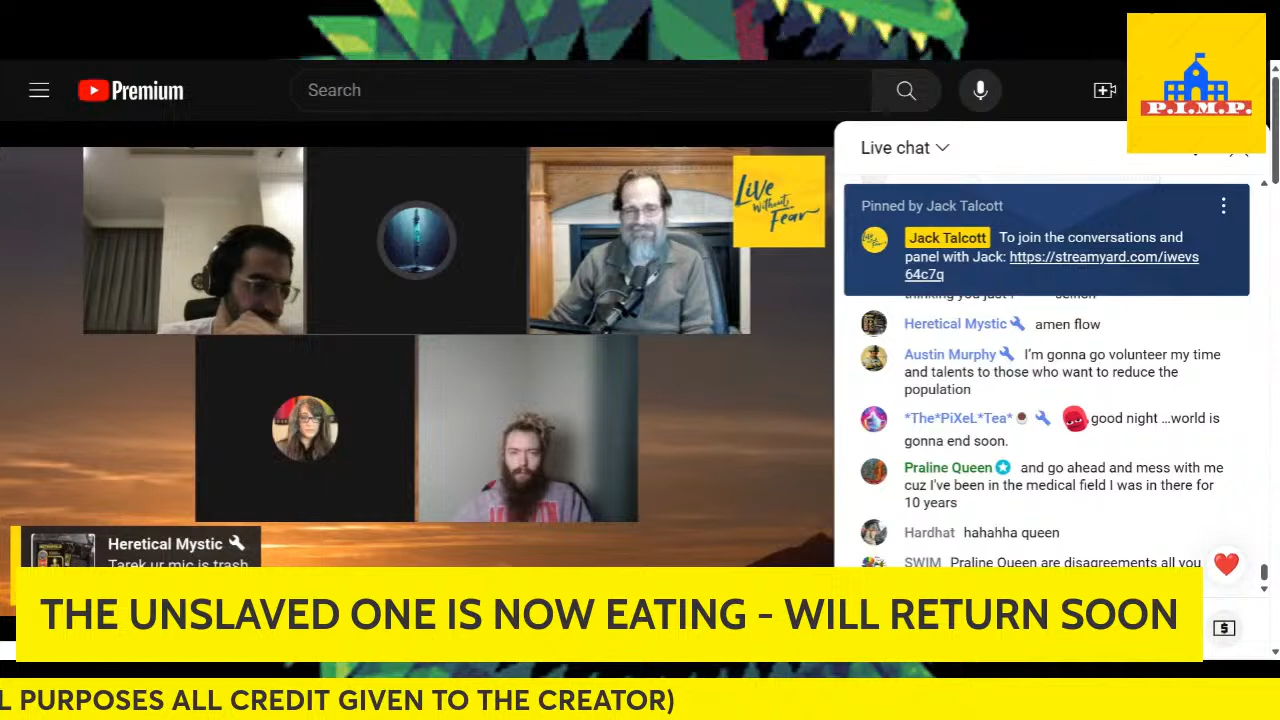 Premium
Search
P.I.M.P.
Live chat
Live
Without
Fear
Pinned by Jack Talcott
Jack Talcott To join the conversations and
panel with Jack: https://streamyard.com/iwevs
64c7q
thinking you just
Heretical Mystic amen flow
Austin Murphy I'm gonna go volunteer my time
and talents to those who want to reduce the
population
*The*PiXeL*Tea* good night ...world is
gonna end soon.
Praline Queen and go ahead and mess with me
cuz I've been in the medical field I was in there for
10 years
Hardhat hahahha queen
SWIM Praline Queen are disagreements all you
Heretical Mystic
Tarek ur mic is trash
THE UNSLAVED ONE IS NOW EATING - WILL RETURN SOON
L PURPOSES ALL CREDIT GIVEN TO THE CREATOR)